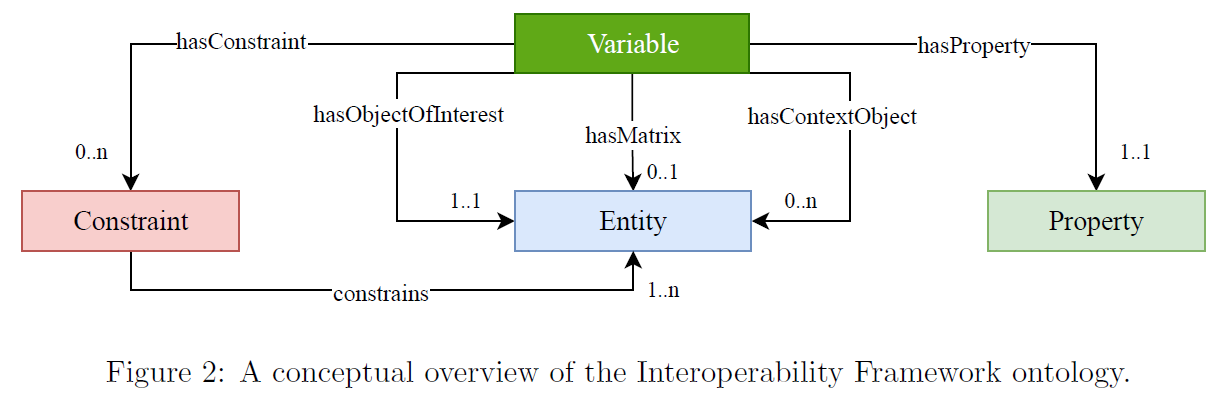 Variable
hasConstraint
hasProperty
hasObjectOfInterest
hasContextObject
hasMatrix
0..n
1..1
0..1
1..1
0..n
Constraint
Entity
Property
constrains
1..n
Figure 2: A conceptual overview of the Interoperability Framework ontology.